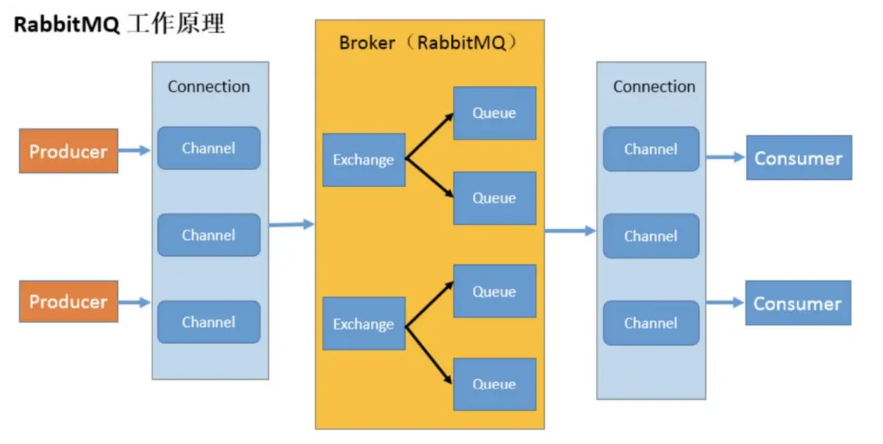 RabbitMQ 工作原理
Broker（RabbitMQ）
Connection
Connection
Producer
Channel
Exchange
Queue
Queue
Channel
Consumer
Channel
Channel
Producer
Channel
Exchange
Queue
Queue
Channel
Consumer